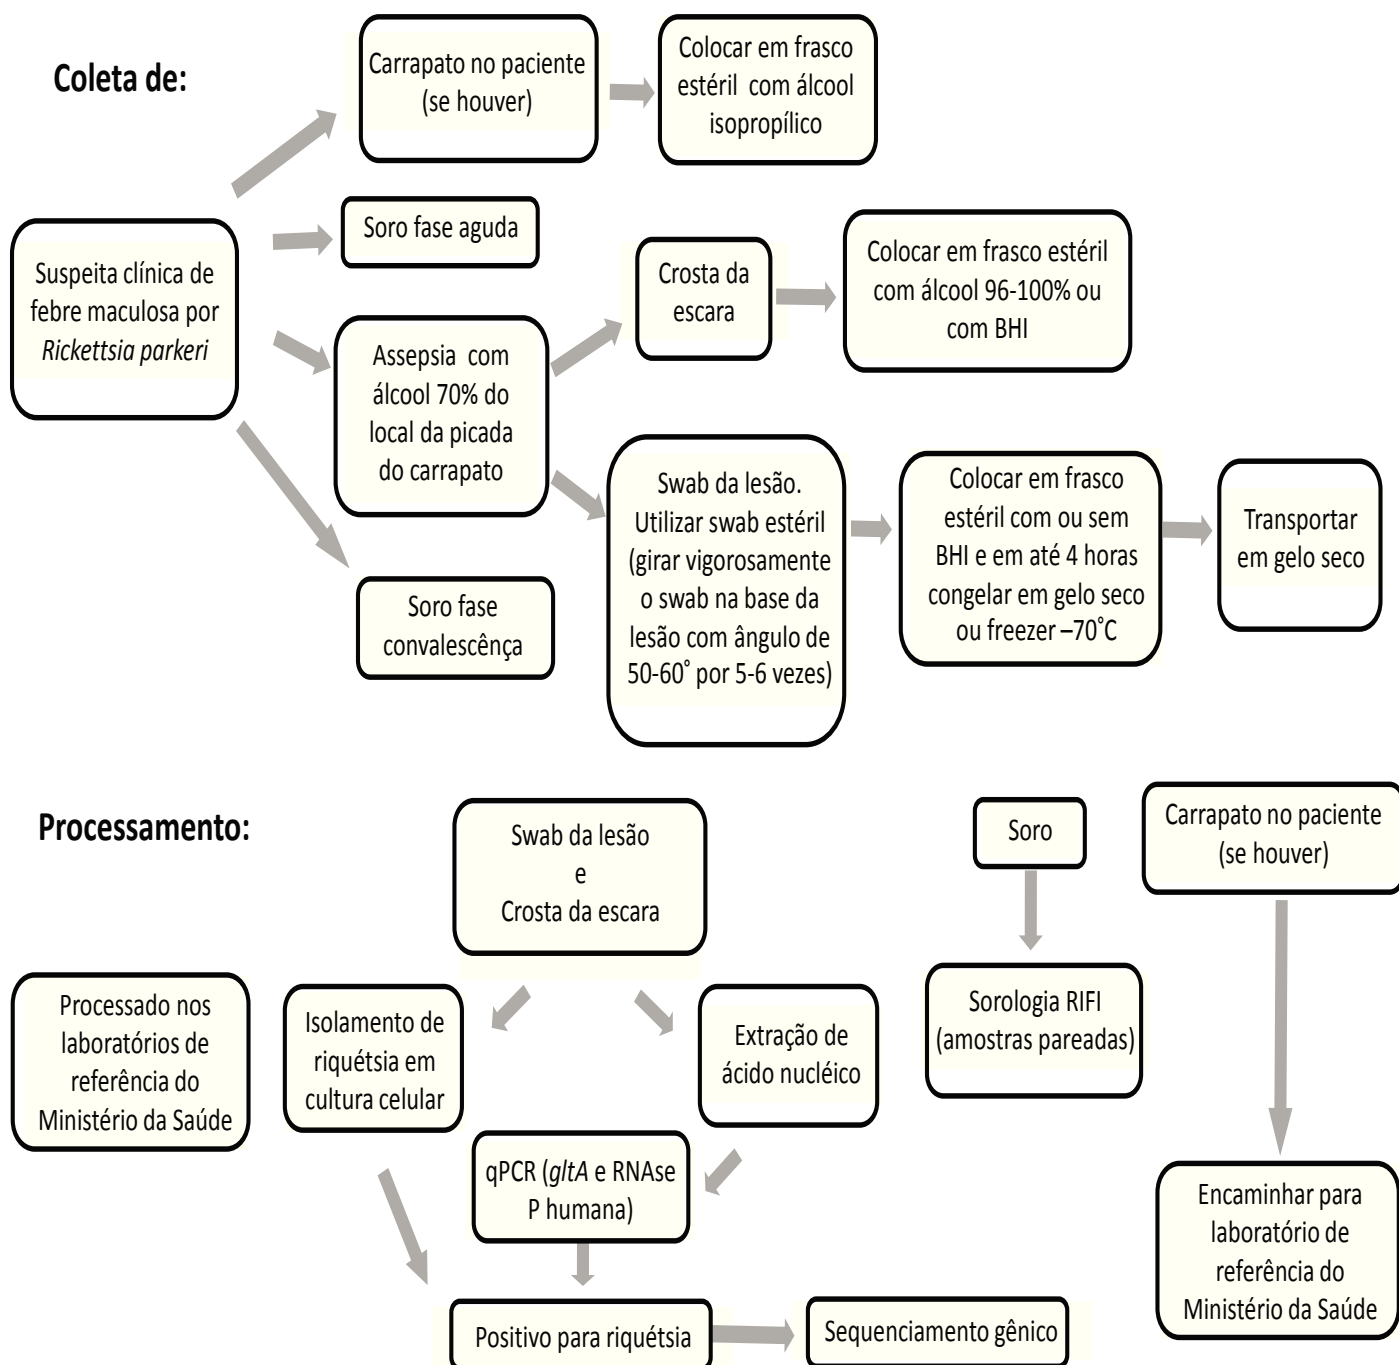 Coleta de:
Carrapato no paciente
(se houver)
Colocar em frasco
estéril com álcool
isopropílico
Suspeita clínica de
febre maculosa por
Rickettsia parkeri
Soro fase aguda
Assepsia com
álcool 70% do
local da picada
do carrapato
Crosta da
escara
Colocar em frasco estéril
com álcool 96-100% ou
com BHI
Swab da lesão.
Utilizar swab estéril
(girar vigorosamente
o swab na base da
lesão com ângulo de
50-60° por 5-6 vezes)
Colocar em frasco
estéril com ou sem
BHI e em até 4 horas
congelar em gelo seco
ou freezer –70°C
Transportar
em gelo seco
Soro fase
convalescênça
Processamento:
Swab da lesão
e
Crosta da escara
Soro
Carrapato no paciente
(se houver)
Processado nos
laboratórios de
referência do
Ministério da Saúde
Isolamento de
riquétsia em
cultura celular
Extração de
ácido nucléico
Sorologia RIFI
(amostras pareadas)
qPCR (gltA e RNAse
P humana)
Encaminhar para
laboratório de
referência do
Ministério da Saúde
Positivo para riquétsia
Sequenciamento gênico